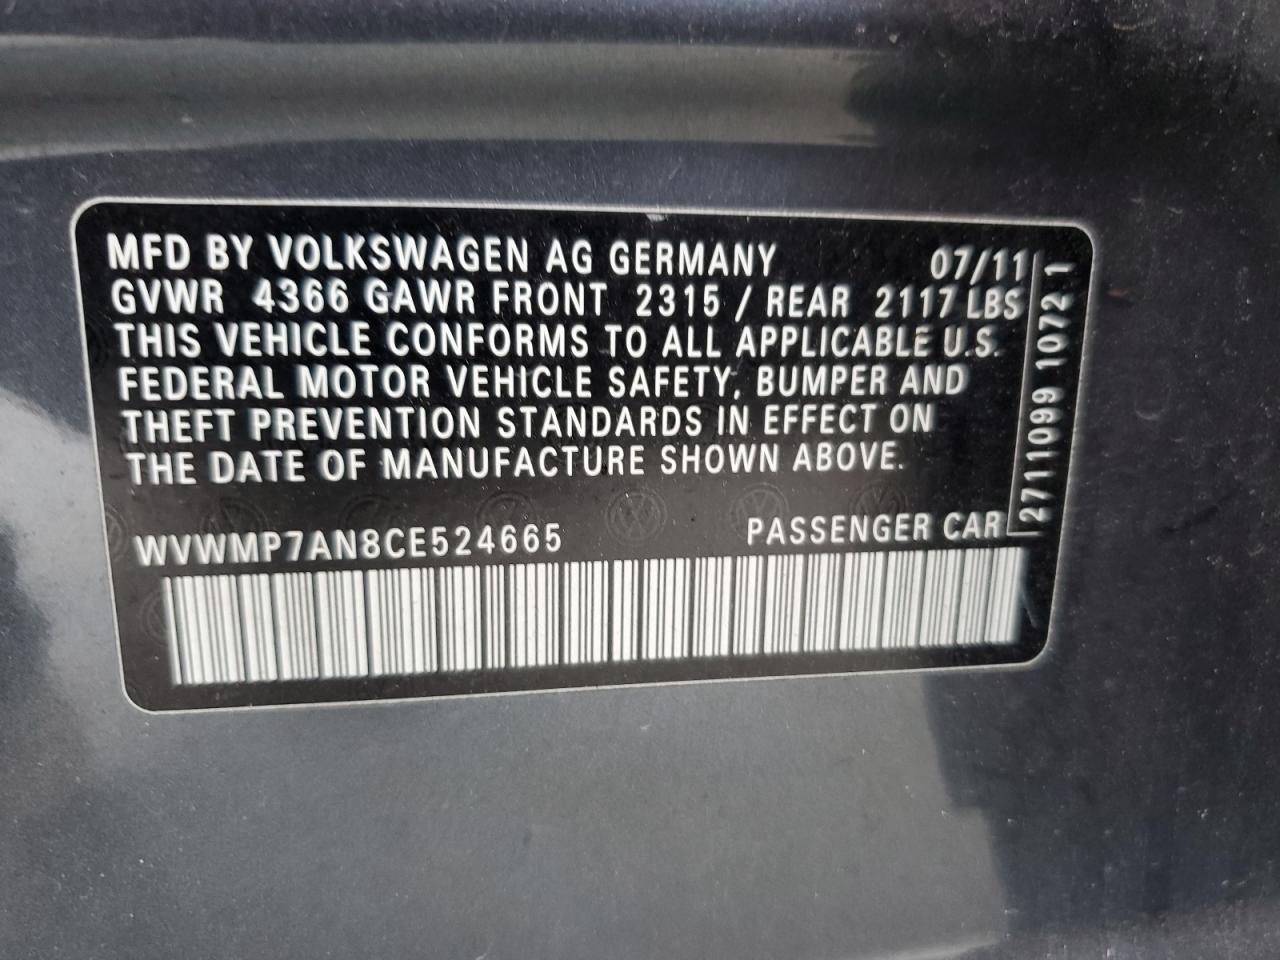 MFD BY VOLKSWAGEN AG GERMANY 07/11
GVWR 4366 GAWR FRONT 2315 / REAR 2117 LBS
THIS VEHICLE CONFORMS TO ALL APPLICABLE U.S.
FEDERAL MOTOR VEHICLE SAFETY, BUMPER AND
THEFT PREVENTION STANDARDS IN EFFECT ON
THE DATE OF MANUFACTURE SHOWN ABOVE.
WVWMP7AN8CE524665 PASSENGER CAR
2711099 1072 1